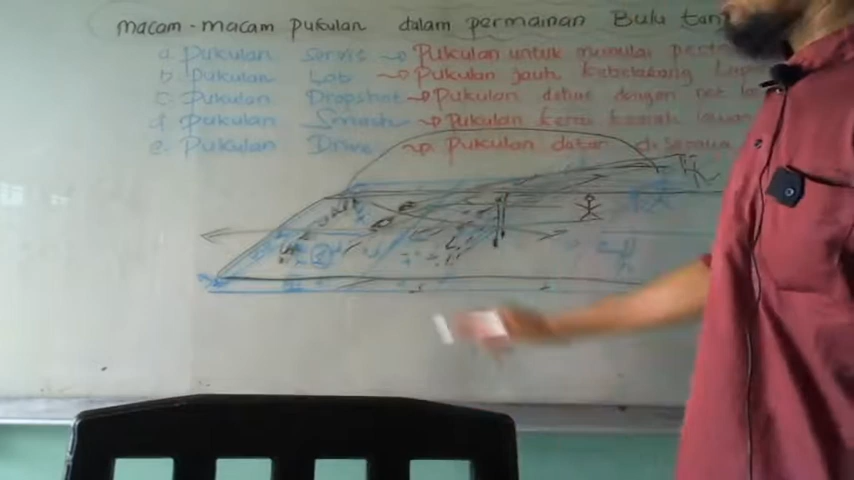 macam-macam pukulan dalam permainan Bulu
a. Pukulan Servis → Pukulan untuk memulai
b. Pukulan Lob → Pukulan jauh kebelakang
c. Pukulan Dropshot → Pukulan dekat dengan net
d. Pukulan Smash → Pukulan keras kearah lawan
e. Pukulan Drive → Pukulan datar